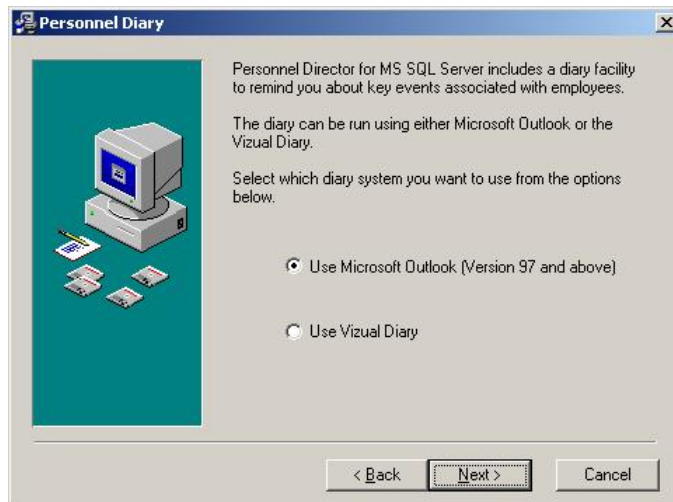 Personnel Diary
Personnel Director for MS SQL Server includes a diary facility
to remind you about key events associated with employees.
The diary can be run using either Microsoft Outlook or the
Vizual Diary.
Select which diary system you want to use from the options
below.
Use Microsoft Outlook (Version 97 and above)
Use Vizual Diary
< Back Next > Cancel